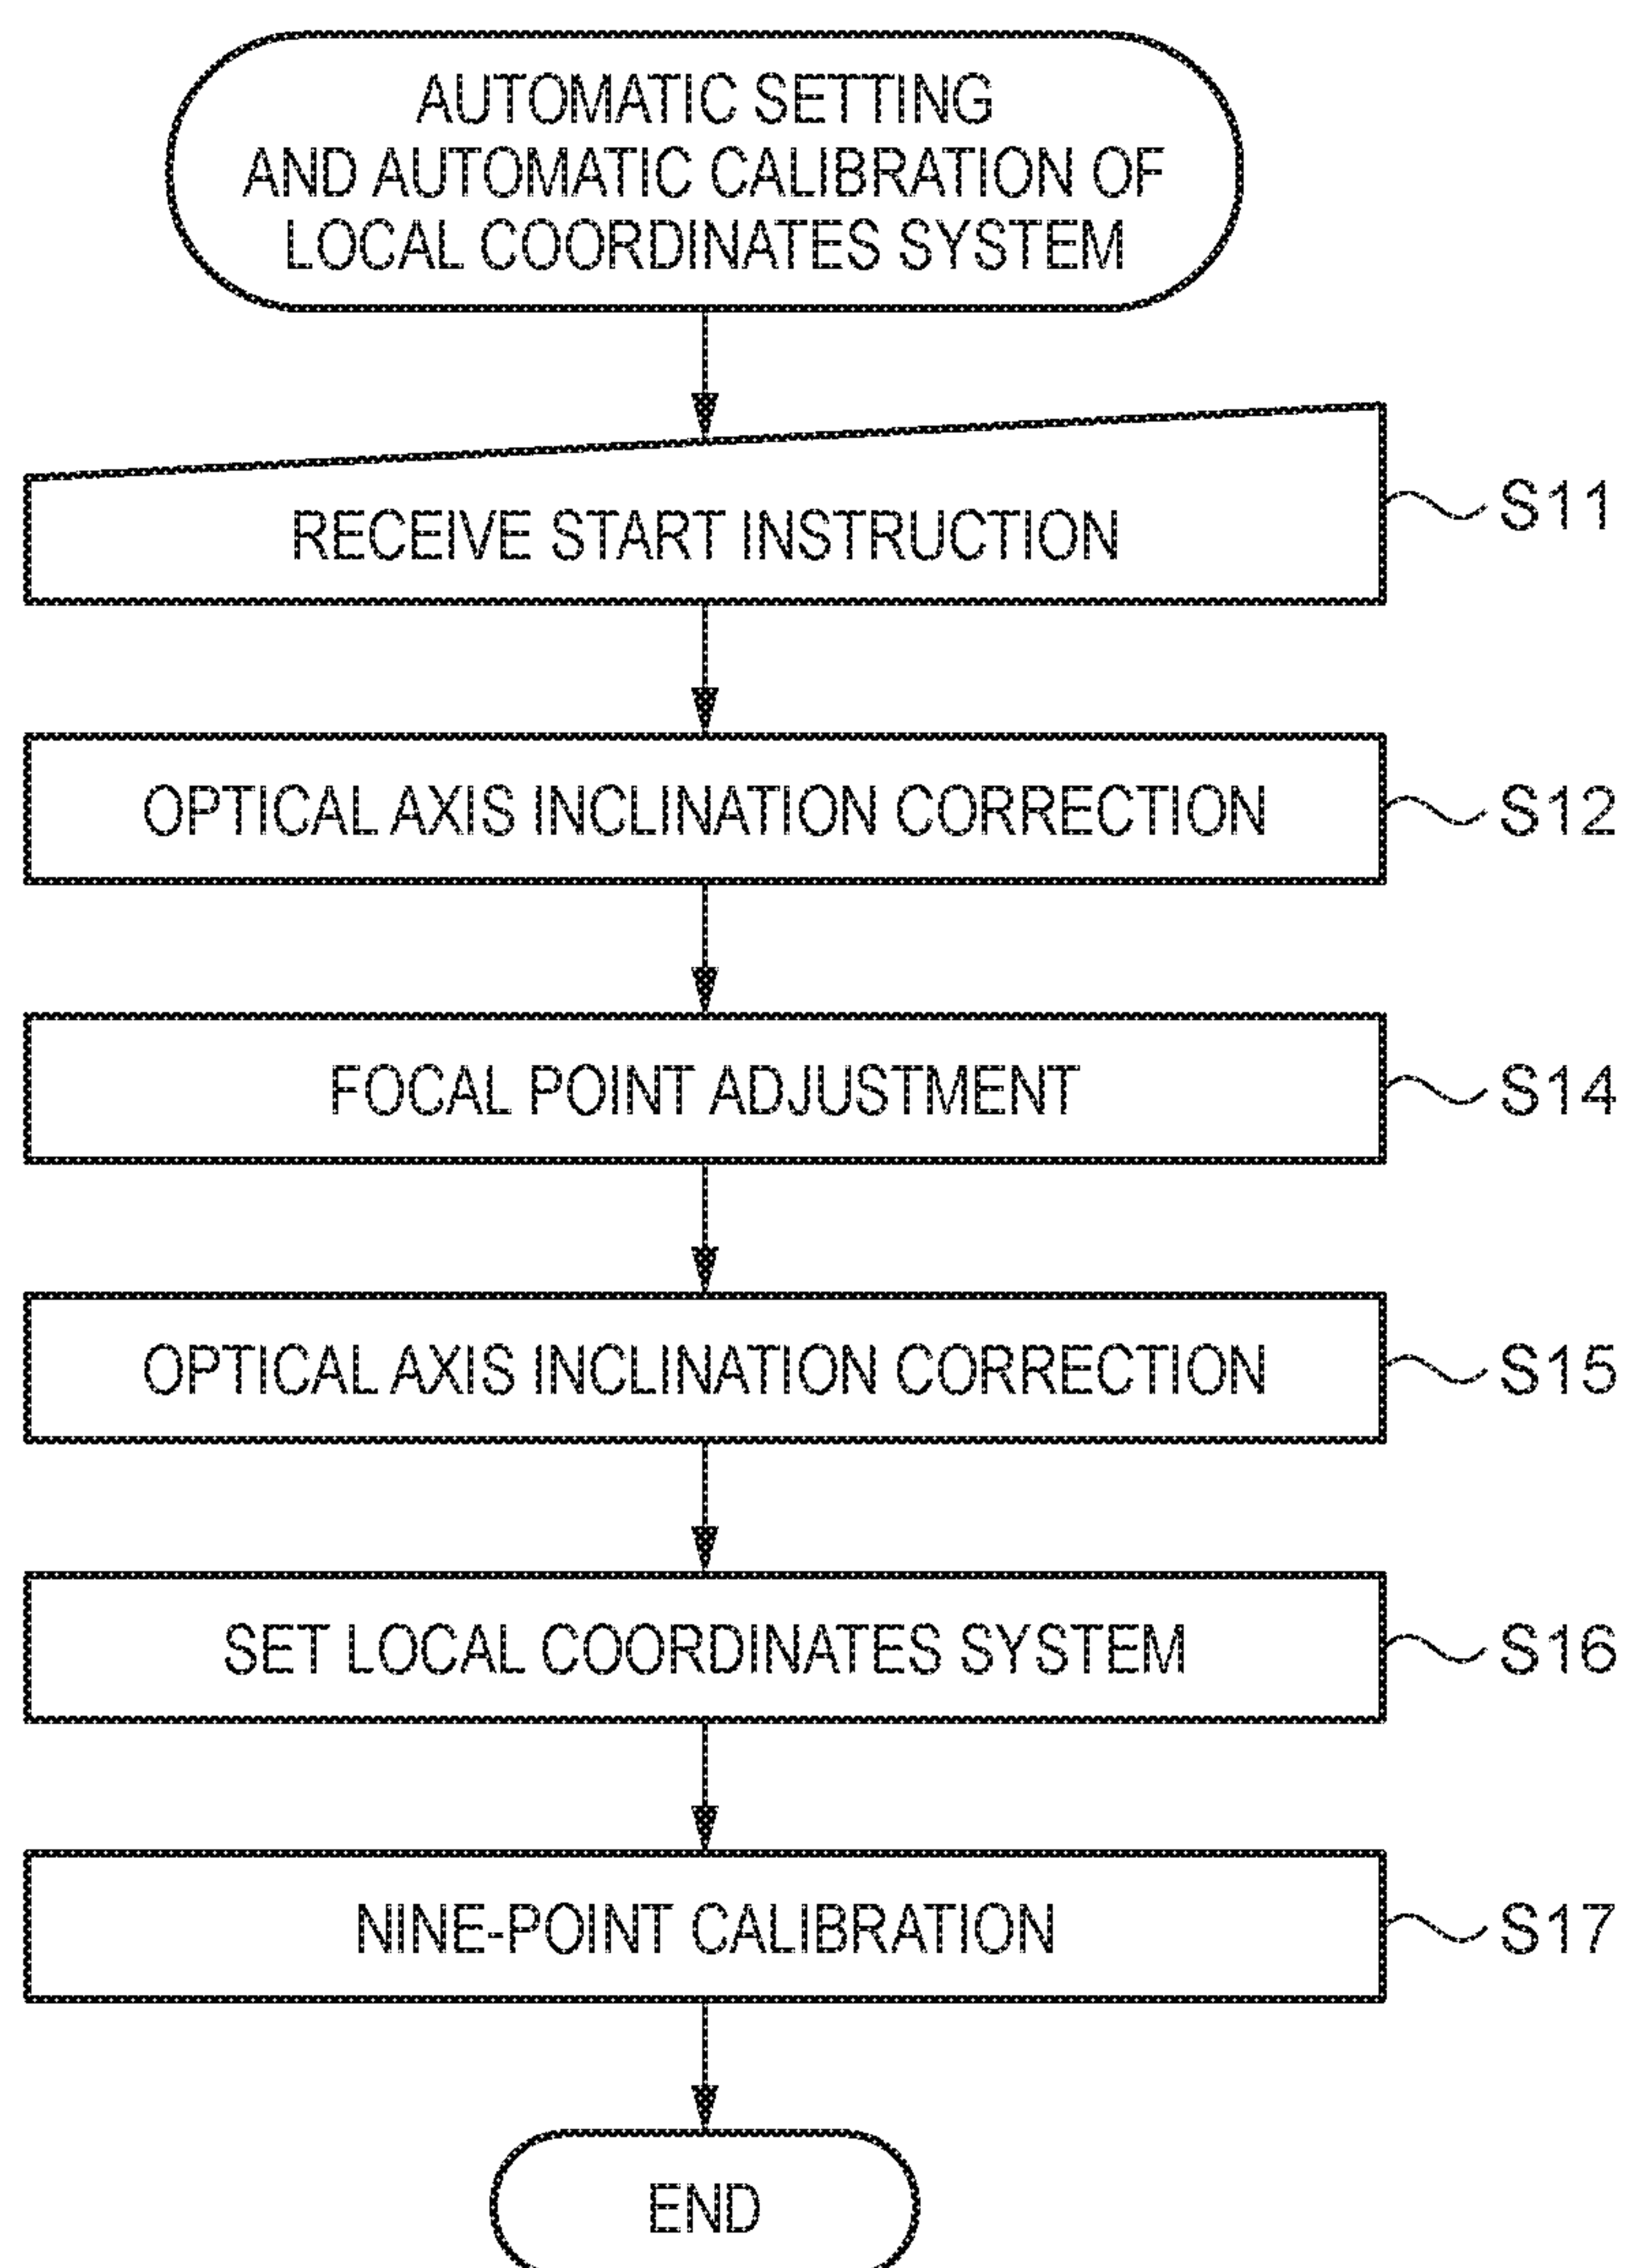 AUTOMATIC SETTING
AND AUTOMATIC CALIBRATION OF
LOCAL COORDINATES SYSTEM
RECEIVE START INSTRUCTION
S11
OPTICAL AXIS INCLINATION CORRECTION
S12
FOCAL POINT ADJUSTMENT
S14
OPTICAL AXIS INCLINATION CORRECTION
S15
SET LOCAL COORDINATES SYSTEM
S16
NINE-POINT CALIBRATION
S17
END